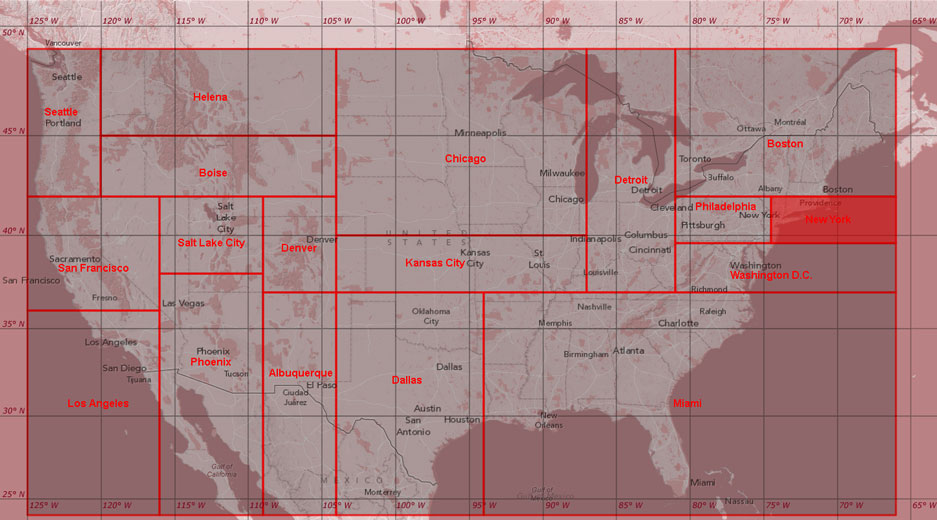 125° W 120° W 115° W 110° W 105° W 100° W 95° W 90° W 85° W 80° W 75° W 70° W 65° W
50° N
Vancouver
Seattle
Helena
Seattle
Portland
Ottawa
Montréal
45° N
Minneapolis
Boston
Chicago
Toronto
Boise
Milwaukee
Detroit
Buffalo
Detroit
Albany
Boston
Chicago
Salt
Lake
City
Cleveland
Philadelphia
Providence
New York
New York
Pittsburgh
40° N
UNITED
STATES
Salt Lake City
Denver
Denver
Indianapolis
Columbus
Cincinnati
Sacramento
San Francisco
Kansas City
Kansas
City
St
Louis
Louisville
Washington
Washington D.C.
San Francisco
Fresno
Las Vegas
Richmond
Nashville
Raleigh
Oklahoma
City
35° N
Memphis
Charlotte
Los Angeles
Phoenix
Phoenix
Birmingham
Atlanta
San Diego
Tijuana
Tucson
Albuquerque
Dallas
Dallas
El Paso
Ciudad
Juárez
Los Angeles
Miami
30° N
Austin
San
Antonio
Houston
New
Orleans
Gulf of
California
MEXICO
Monterrey
Gulf of
Miami
25° N
Nassau
125° W 120° W 115° W 110° W 105° W 100° W 95° W 90° W 85° W 80° W 75° W 70° W 65° W